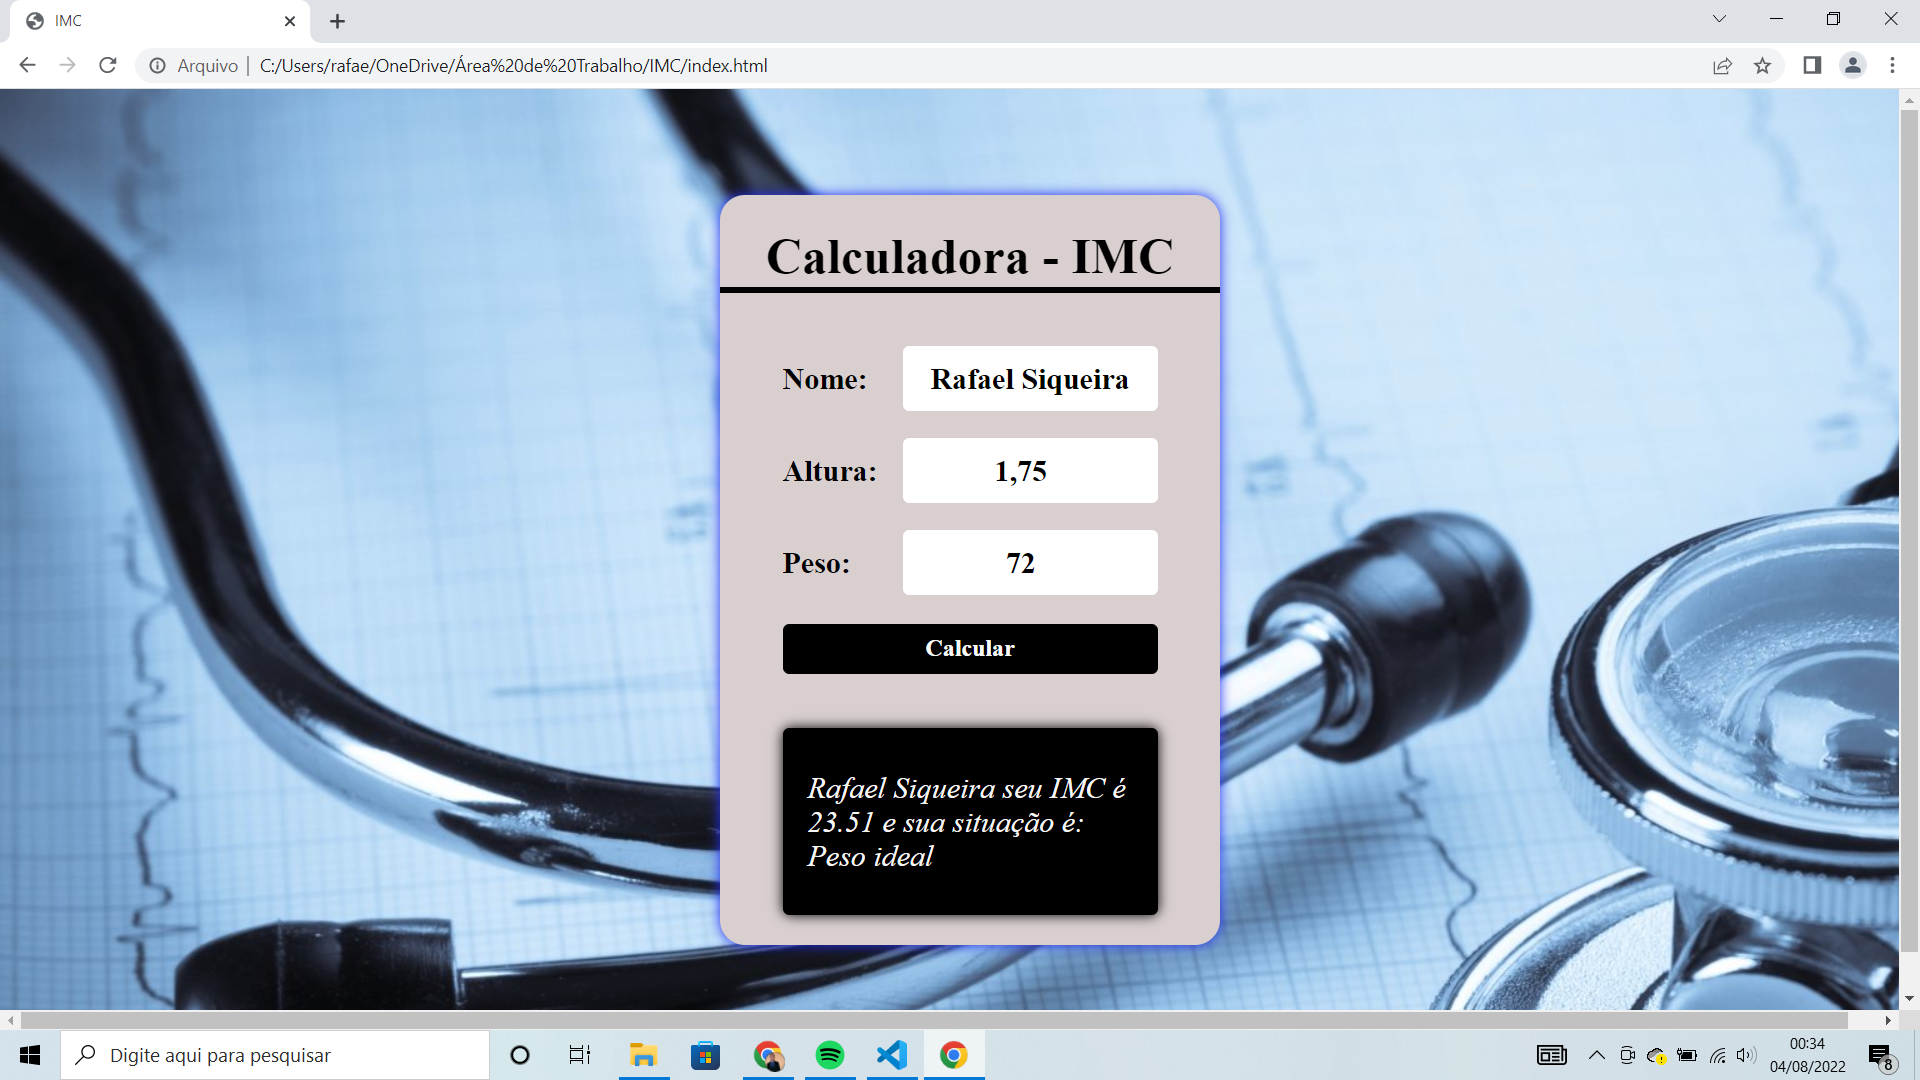 IMC
Arquivo
C:/Users/rafae/OneDrive/Área%20de%20Trabalho/IMC/index.html
Calculadora - IMC
Nome: Rafael Siqueira
Altura: 1,75
Peso: 72
Calcular
Rafael Siqueira seu IMC é
23.51 e sua situação é:
Peso ideal
Digite aqui para pesquisar
00:34
04/08/2022
8